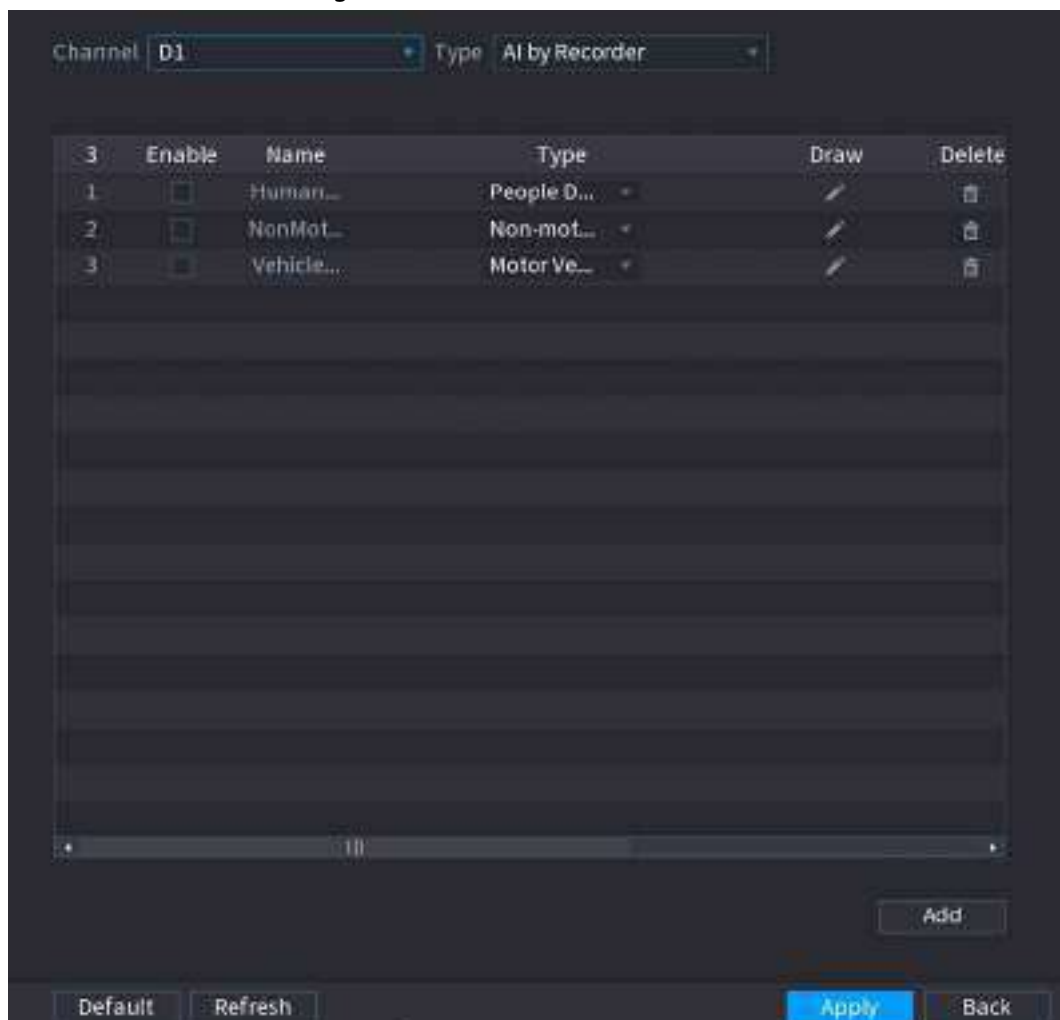 Channel D1 Type AI by Recorder
3 Enable Name Type Draw Delete
1 Human... People D...
2 NonMot... Non-mot...
3 Vehicle... Motor Ve...
Add
Default Refresh Apply Back